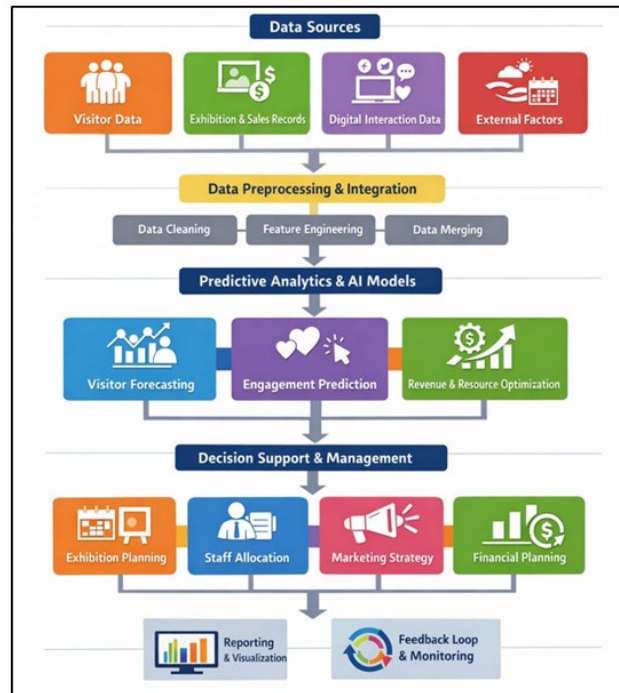 Data Sources
Visitor Data
Exhibition & Sales Records
Digital Interaction Data
External Factors
Data Preprocessing & Integration
Data Cleaning
Feature Engineering
Data Merging
Predictive Analytics & AI Models
Visitor Forecasting
Engagement Prediction
Revenue & Resource Optimization
Decision Support & Management
Exhibition Planning
Staff Allocation
Marketing Strategy
Financial Planning
Reporting
& Visualization
Feedback Loop
& Monitoring